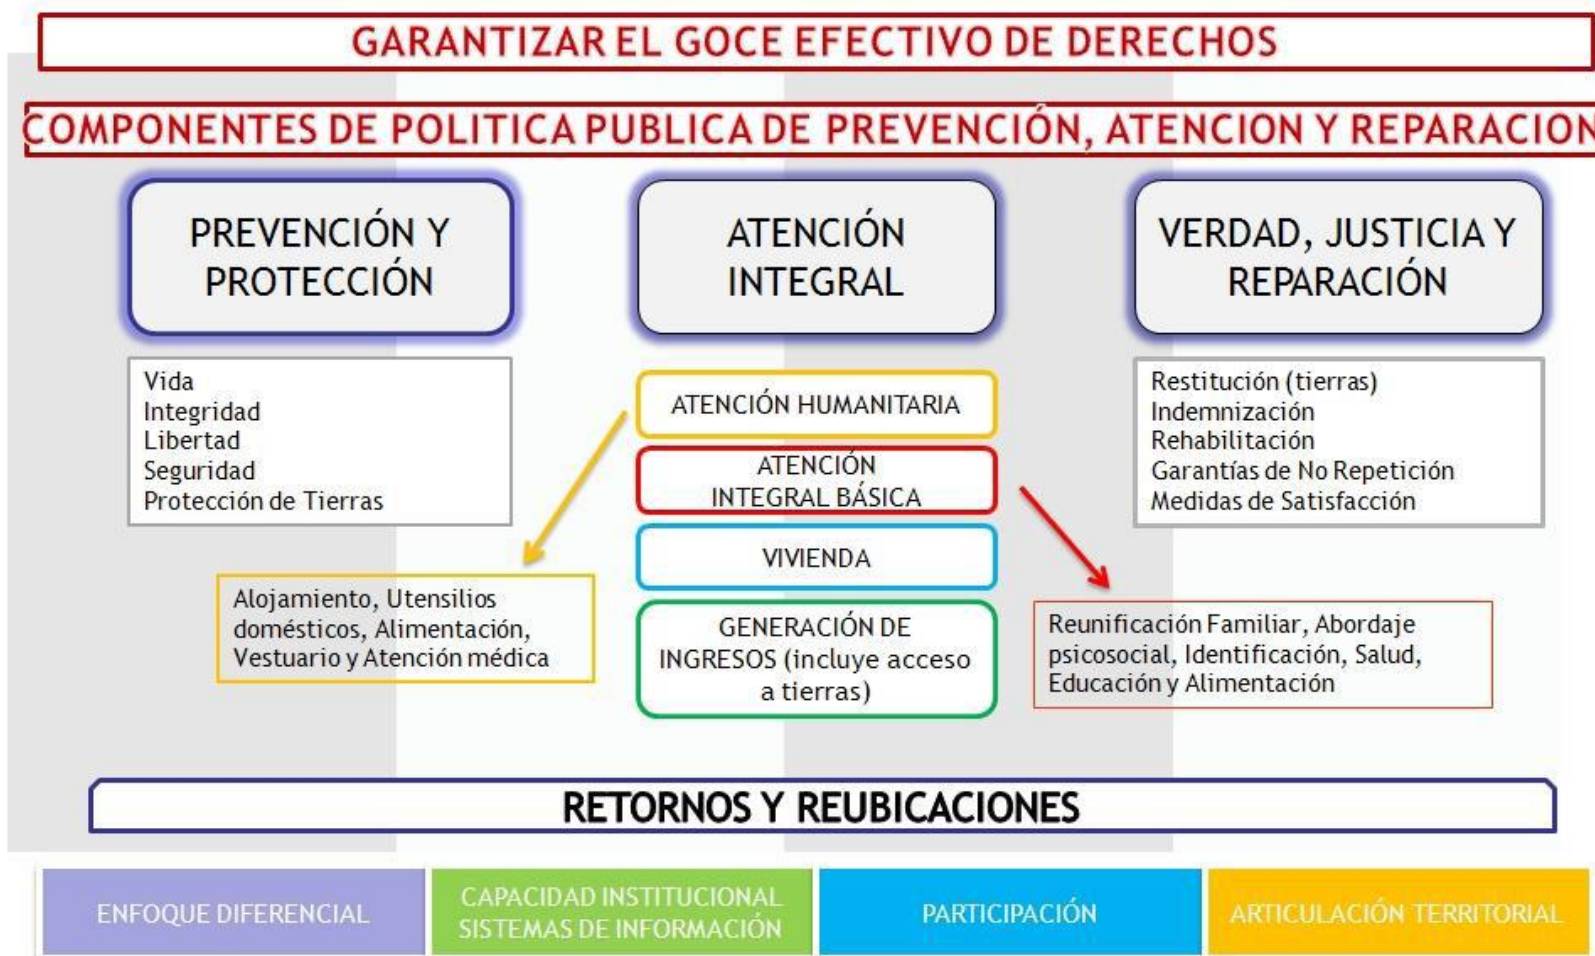 GARANTIZAR EL GOCE EFECTIVO DE DERECHOS
COMPONENTES DE POLITICA PUBLICA DE PREVENCIÓN, ATENCION Y REPARACION
PREVENCIÓN Y
PROTECCIÓN
Vida
Integridad
Libertad
Seguridad
Protección de Tierras
ATENCIÓN
INTEGRAL
ATENCIÓN HUMANITARIA
ATENCIÓN
INTEGRAL BÁSICA
VIVIENDA
GENERACIÓN DE
INGRESOS (incluye acceso
a tierras)
VERDAD, JUSTICIA Y
REPARACIÓN
Restitución (tierras)
Indemnización
Rehabilitación
Garantías de No Repetición
Medidas de Satisfacción
Alojamiento, Utensilios
domésticos, Alimentación,
Vestuario y Atención médica
Reunificación Familiar, Abordaje
psicosocial, Identificación, Salud,
Educación y Alimentación
RETORNOS Y REUBICACIONES
ENFOQUE DIFERENCIAL
CAPACIDAD INSTITUCIONAL
SISTEMAS DE INFORMACIÓN
PARTICIPACIÓN
ARTICULACIÓN TERRITORIAL